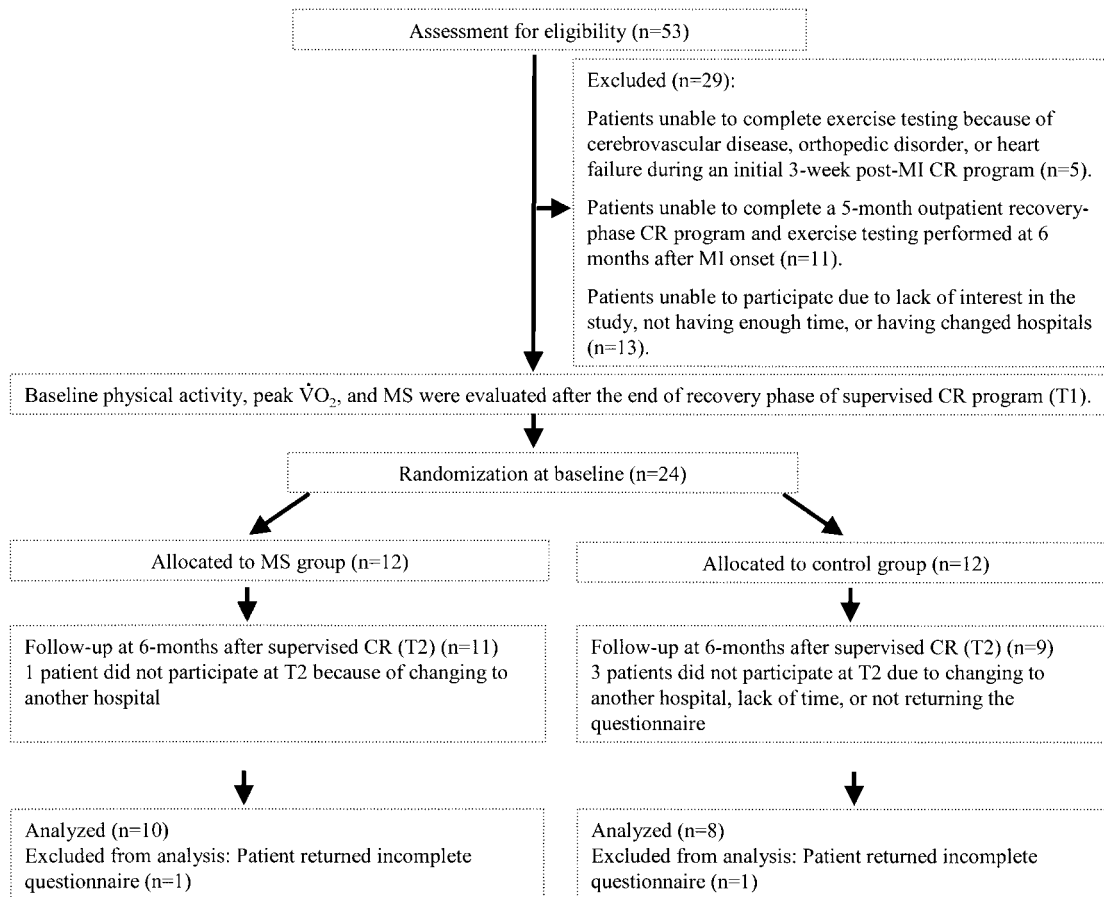 Assessment for eligibility (n=53)
Excluded (n=29):
Patients unable to complete exercise testing because of
cerebrovascular disease, orthopedic disorder, or heart
failure during an initial 3-week post-MI CR program (n=5).
Patients unable to complete a 5-month outpatient recovery-
phase CR program and exercise testing performed at 6
months after MI onset (n=11).
Patients unable to participate due to lack of interest in the
study, not having enough time, or having changed hospitals
(n=13).
Baseline physical activity, peak V̇O₂, and MS were evaluated after the end of recovery phase of supervised CR program (T1).
Randomization at baseline (n=24)
Allocated to MS group (n=12)
Allocated to control group (n=12)
Follow-up at 6-months after supervised CR (T2) (n=11)
1 patient did not participate at T2 because of changing to
another hospital
Follow-up at 6-months after supervised CR (T2) (n=9)
3 patients did not participate at T2 due to changing to
another hospital, lack of time, or not returning the
questionnaire
Analyzed (n=10)
Excluded from analysis: Patient returned incomplete
questionnaire (n=1)
Analyzed (n=8)
Excluded from analysis: Patient returned incomplete
questionnaire (n=1)